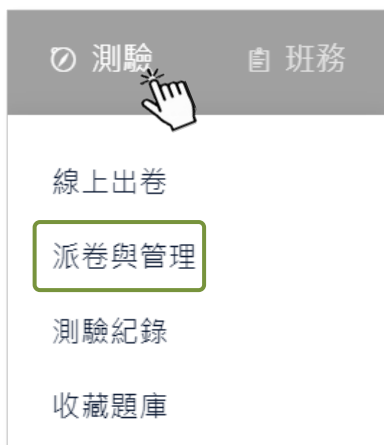 測驗 班務
線上出卷
派卷與管理
測驗紀錄
收藏題庫